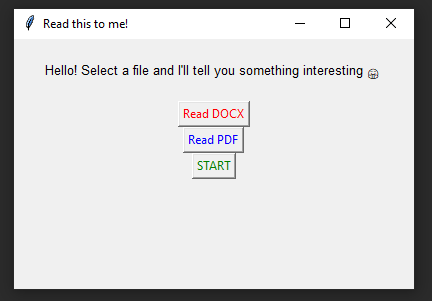 Read this to me!
Hello! Select a file and I'll tell you something interesting 😁
Read DOCX
Read PDF
START